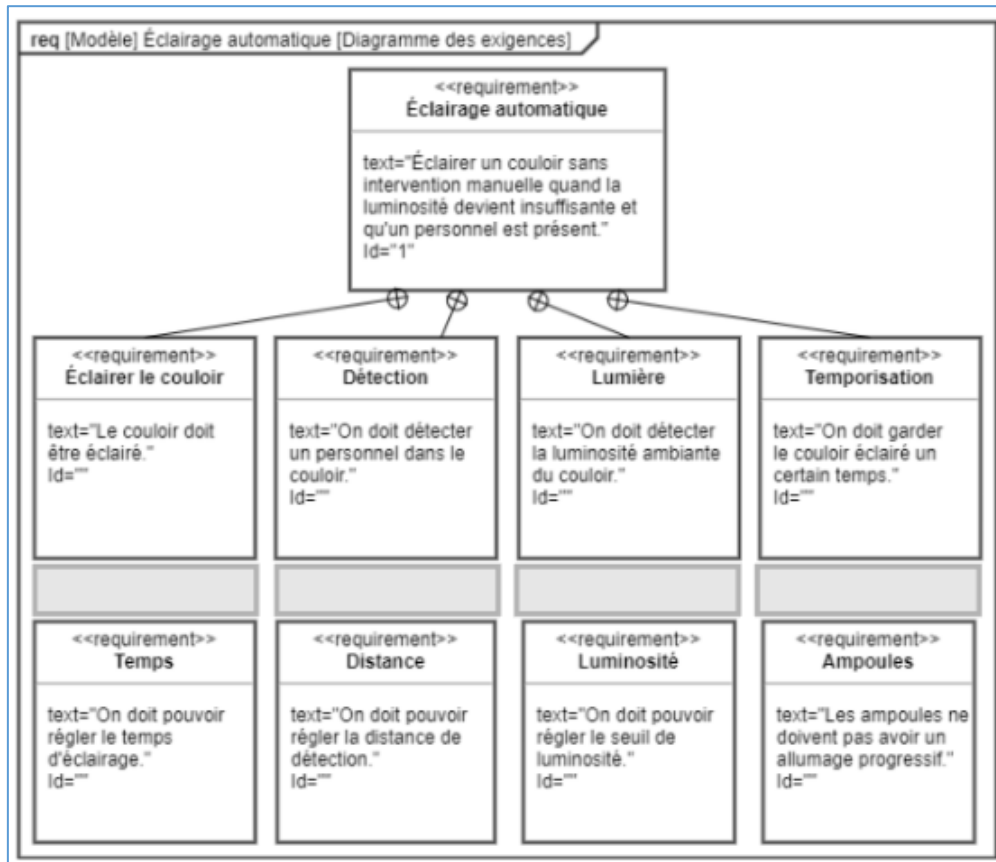 req [Modèle] Éclairage automatique [Diagramme des exigences]
<<requirement>>
Éclairage automatique
text="Éclairer un couloir sans
intervention manuelle quand la
luminosité devient insuffisante et
qu'un personnel est présent."
Id="1"
<<requirement>>
Éclairer le couloir
text="Le couloir doit
être éclairé."
Id=""
<<requirement>>
Détection
text="On doit détecter
un personnel dans le
couloir."
Id=""
<<requirement>>
Lumière
text="On doit détecter
la luminosité ambiante
du couloir."
Id=""
<<requirement>>
Temporisation
text="On doit garder
le couloir éclairé un
certain temps."
Id=""
<<requirement>>
Temps
text="On doit pouvoir
régler le temps
d'éclairage."
Id=""
<<requirement>>
Distance
text="On doit pouvoir
régler la distance de
détection."
Id=""
<<requirement>>
Luminosité
text="On doit pouvoir
régler le seuil de
luminosité."
Id=""
<<requirement>>
Ampoules
text="Les ampoules ne
doivent pas avoir un
allumage progressif."
Id=""